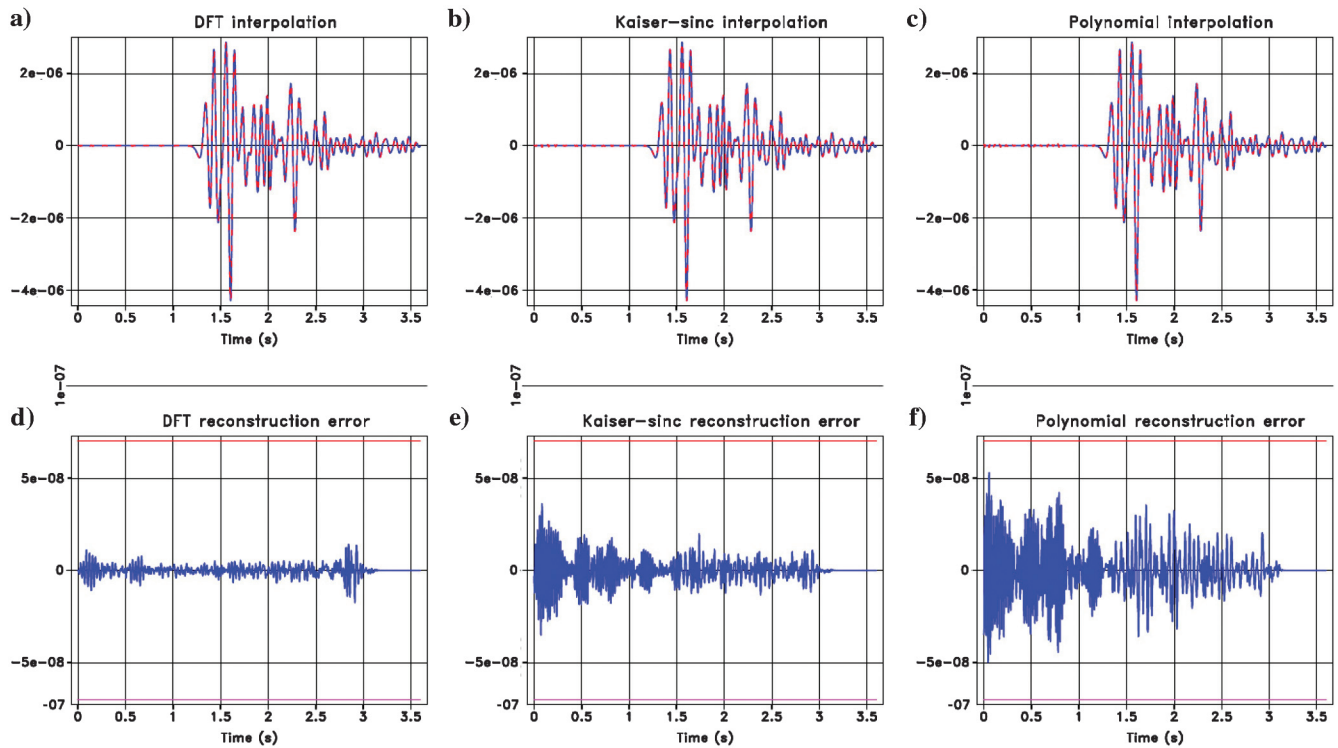 a) DFT interpolation
2e-06
0
-2e-06
-4e-06
0 0.5 1 1.5 2 2.5 3 3.5
Time (s)
b) Kaiser-sinc interpolation
2e-06
0
-2e-06
-4e-06
0 0.5 1 1.5 2 2.5 3 3.5
Time (s)
c) Polynomial interpolation
2e-06
0
-2e-06
-4e-06
0 0.5 1 1.5 2 2.5 3 3.5
Time (s)
1e-07
d) DFT reconstruction error
5e-08
0
-5e-08
-07
0 0.5 1 1.5 2 2.5 3 3.5
Time (s)
1e-07
e) Kaiser-sinc reconstruction error
5e-08
0
-5e-08
-07
0 0.5 1 1.5 2 2.5 3 3.5
Time (s)
1e-07
f) Polynomial reconstruction error
5e-08
0
-5e-08
-07
0 0.5 1 1.5 2 2.5 3 3.5
Time (s)